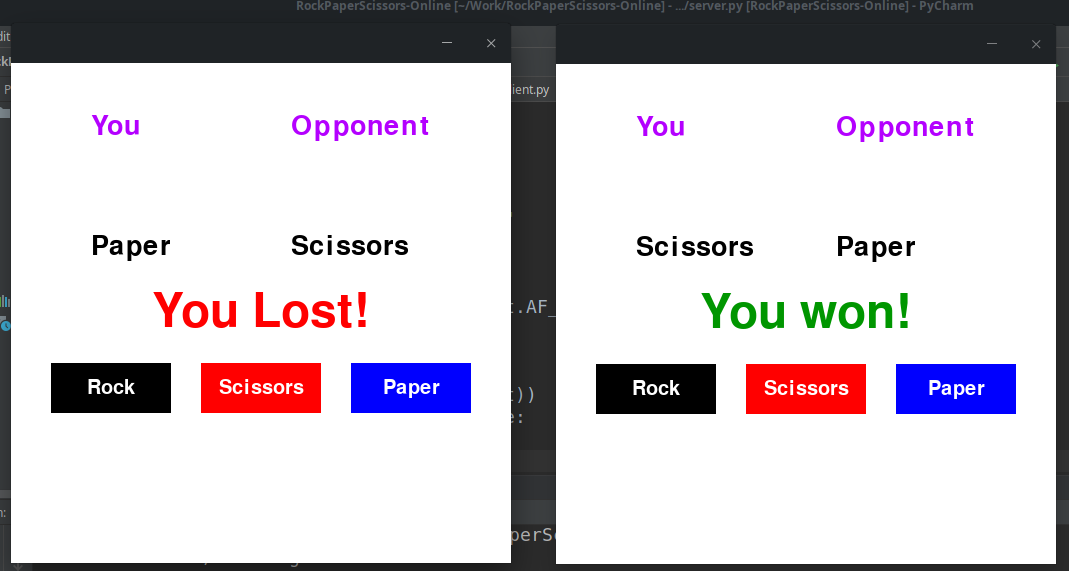 RockPaperScissors-Online [~/Work/RockPaperScissors-Online] - .../server.py [RockPaperScissors-Online] - PyCharm
ient.py
You Opponent
Paper Scissors
You Lost!
Rock Scissors Paper
You Opponent
Scissors Paper
You won!
Rock Scissors Paper
t.AF_
t))
e: